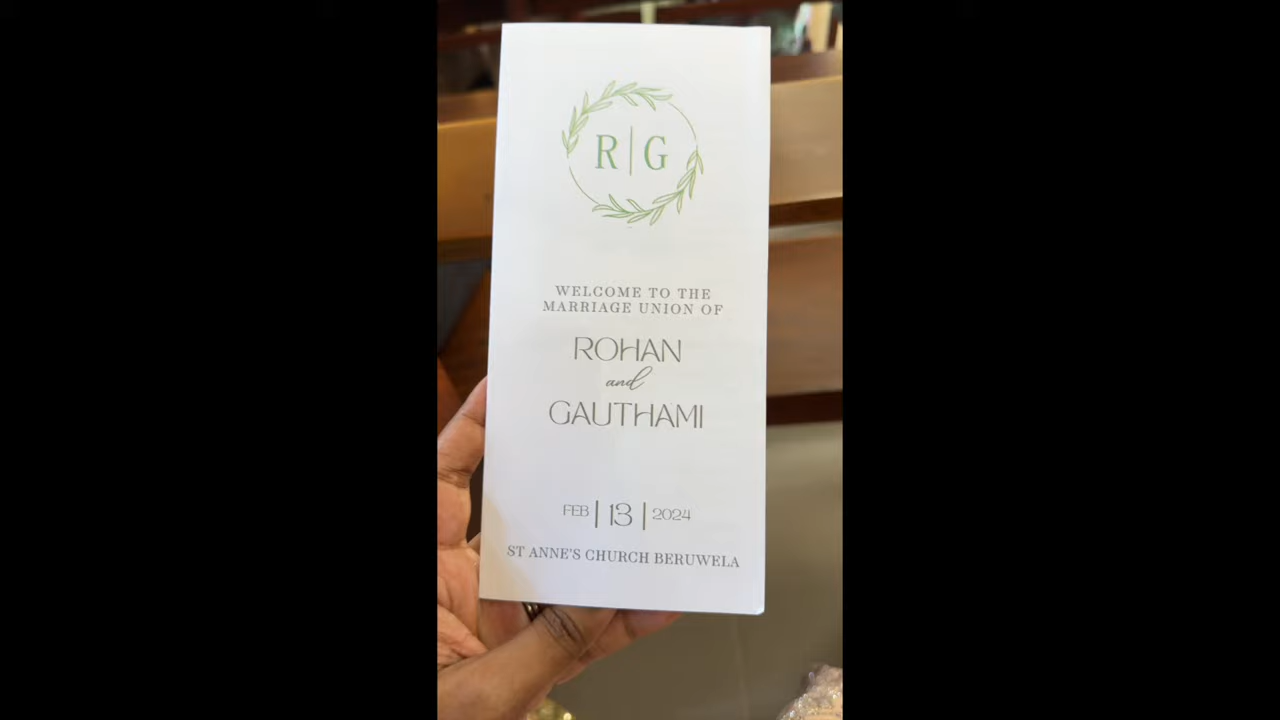 R|G
WELCOME TO THE
MARRIAGE UNION OF
ROHAN
and
GAUTHAMI
FEB | 13 | 2024
ST ANNE'S CHURCH BERUWELA